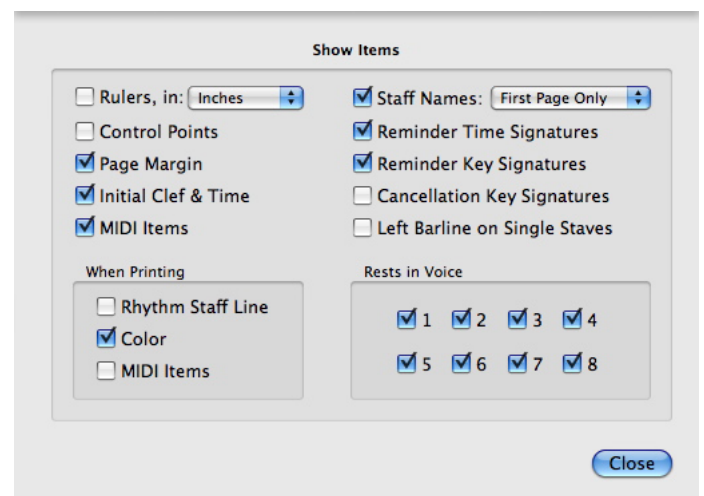 Show Items
Rulers, in: Inches
Control Points
Page Margin
Initial Clef & Time
MIDI Items
Staff Names: First Page Only
Reminder Time Signatures
Reminder Key Signatures
Cancellation Key Signatures
Left Barline on Single Staves
When Printing
Rhythm Staff Line
Color
MIDI Items
Rests in Voice
1 2 3 4
5 6 7 8
Close